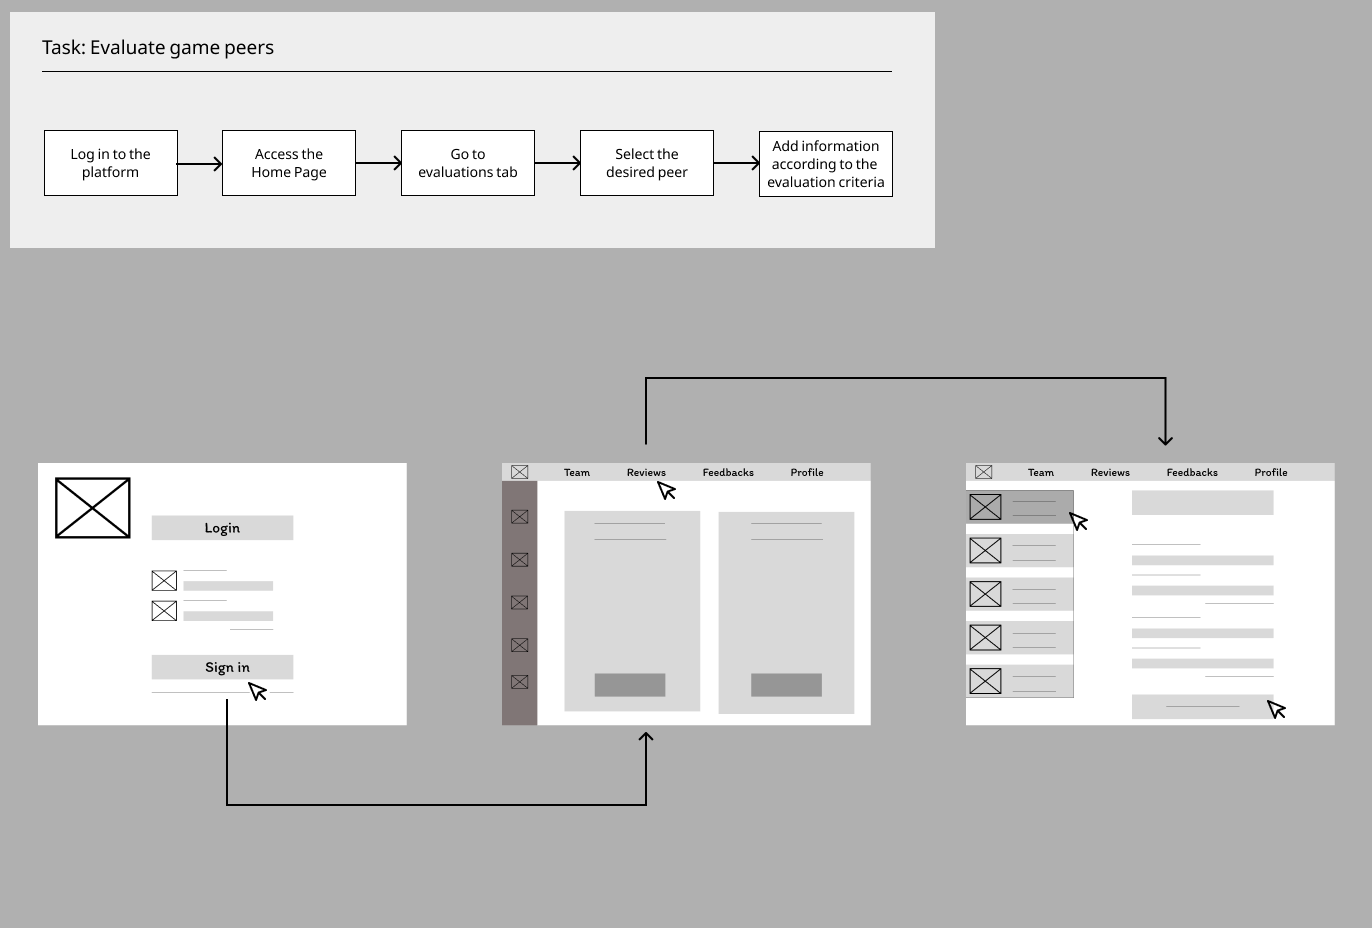 Task: Evaluate game peers
Log in to the
platform
Access the
Home Page
Go to
evaluations tab
Select the
desired peer
Add information
according to the
evaluation criteria
Login
Sign in
Team Reviews Feedbacks Profile
Team Reviews Feedbacks Profile